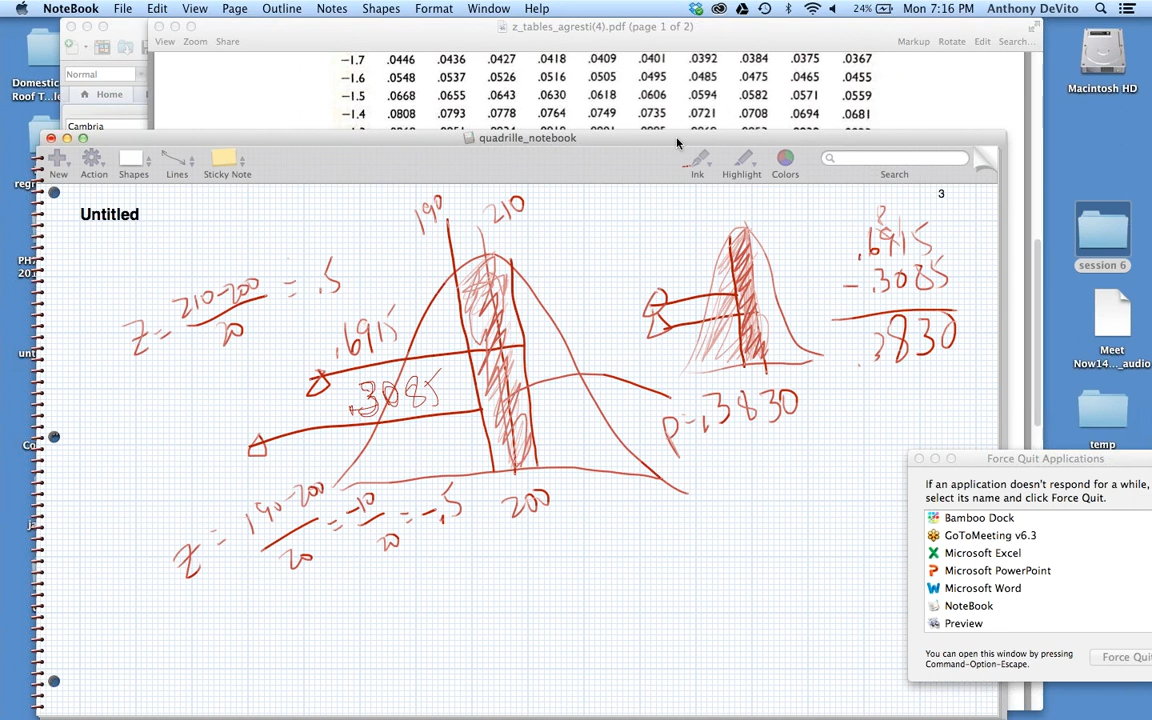 NoteBook File Edit View Page Outline Notes Shapes Format Window Help 24% Mon 7:16 PM Anthony DeVito
z_tables_agresti(4).pdf (page 1 of 2)
View Zoom Share Markup Rotate Edit Search...
Normal
Home
Cambria
−1.7 .0446 .0436 .0427 .0418 .0409 .0401 .0392 .0384 .0375 .0367
−1.6 .0548 .0537 .0526 .0516 .0505 .0495 .0485 .0475 .0465 .0455
−1.5 .0668 .0655 .0643 .0630 .0618 .0606 .0594 .0582 .0571 .0559
−1.4 .0808 .0793 .0778 .0764 .0749 .0735 .0721 .0708 .0694 .0681
Domestic
Roof T...le
Macintosh HD
session 6
Meet
Now14..._audio
temp
quadrille_notebook
New Action Shapes Lines Sticky Note Ink Highlight Colors Search
3
Untitled
190 210
z = 210-200 / 20 = .5
.6915
.3085
z = 190-200 / 20 = -10 / 20 = -.5
200
.6915
- .3085
.3830
p = .3830
Force Quit Applications
If an application doesn't respond for a while,
select its name and click Force Quit.
Bamboo Dock
GoToMeeting v6.3
Microsoft Excel
Microsoft PowerPoint
Microsoft Word
NoteBook
Preview
You can open this window by pressing
Command-Option-Escape.
Force Quit